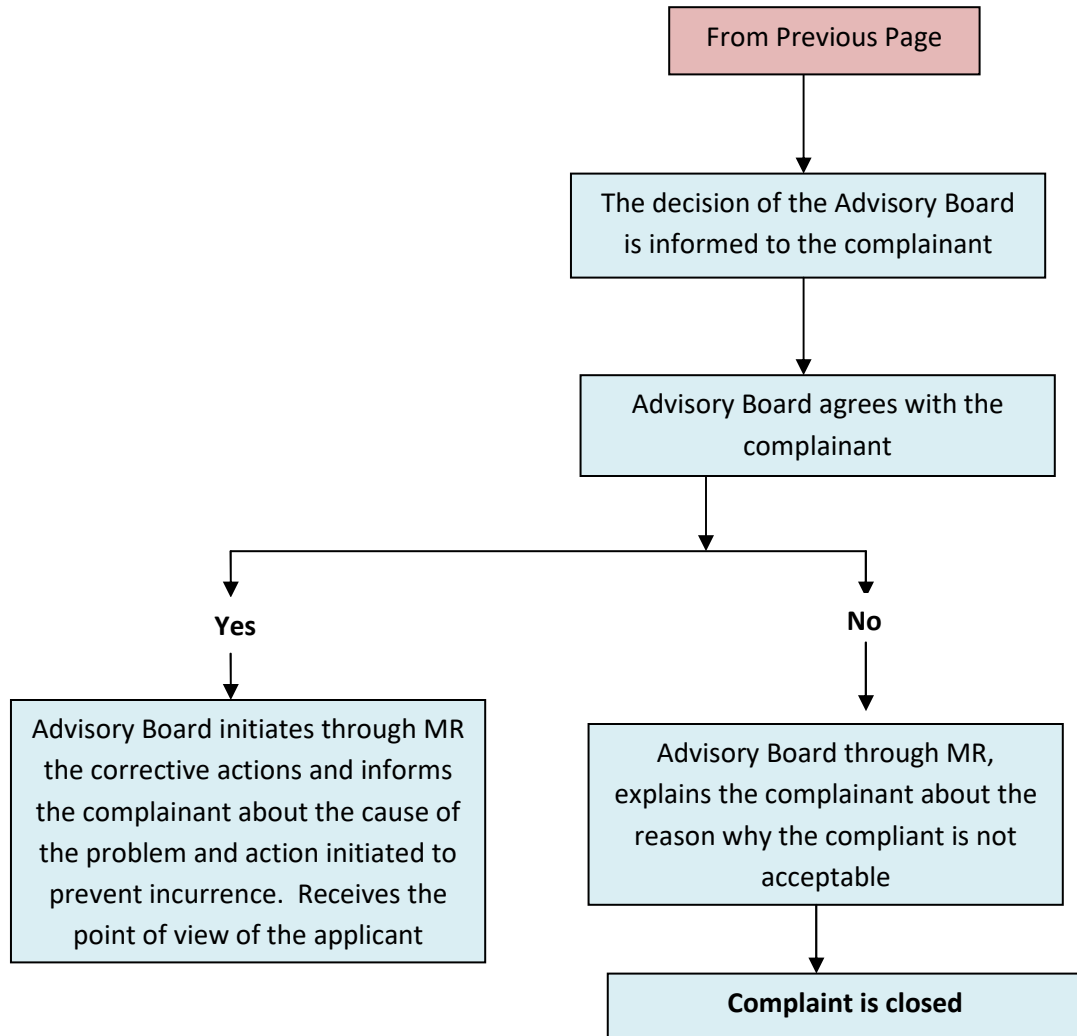 From Previous Page
The decision of the Advisory Board
is informed to the complainant
Advisory Board agrees with the
complainant
Yes
No
Advisory Board initiates through MR
the corrective actions and informs
the complainant about the cause of
the problem and action initiated to
prevent incurrence.  Receives the
point of view of the applicant
Advisory Board through MR,
explains the complainant about the
reason why the compliant is not
acceptable
Complaint is closed